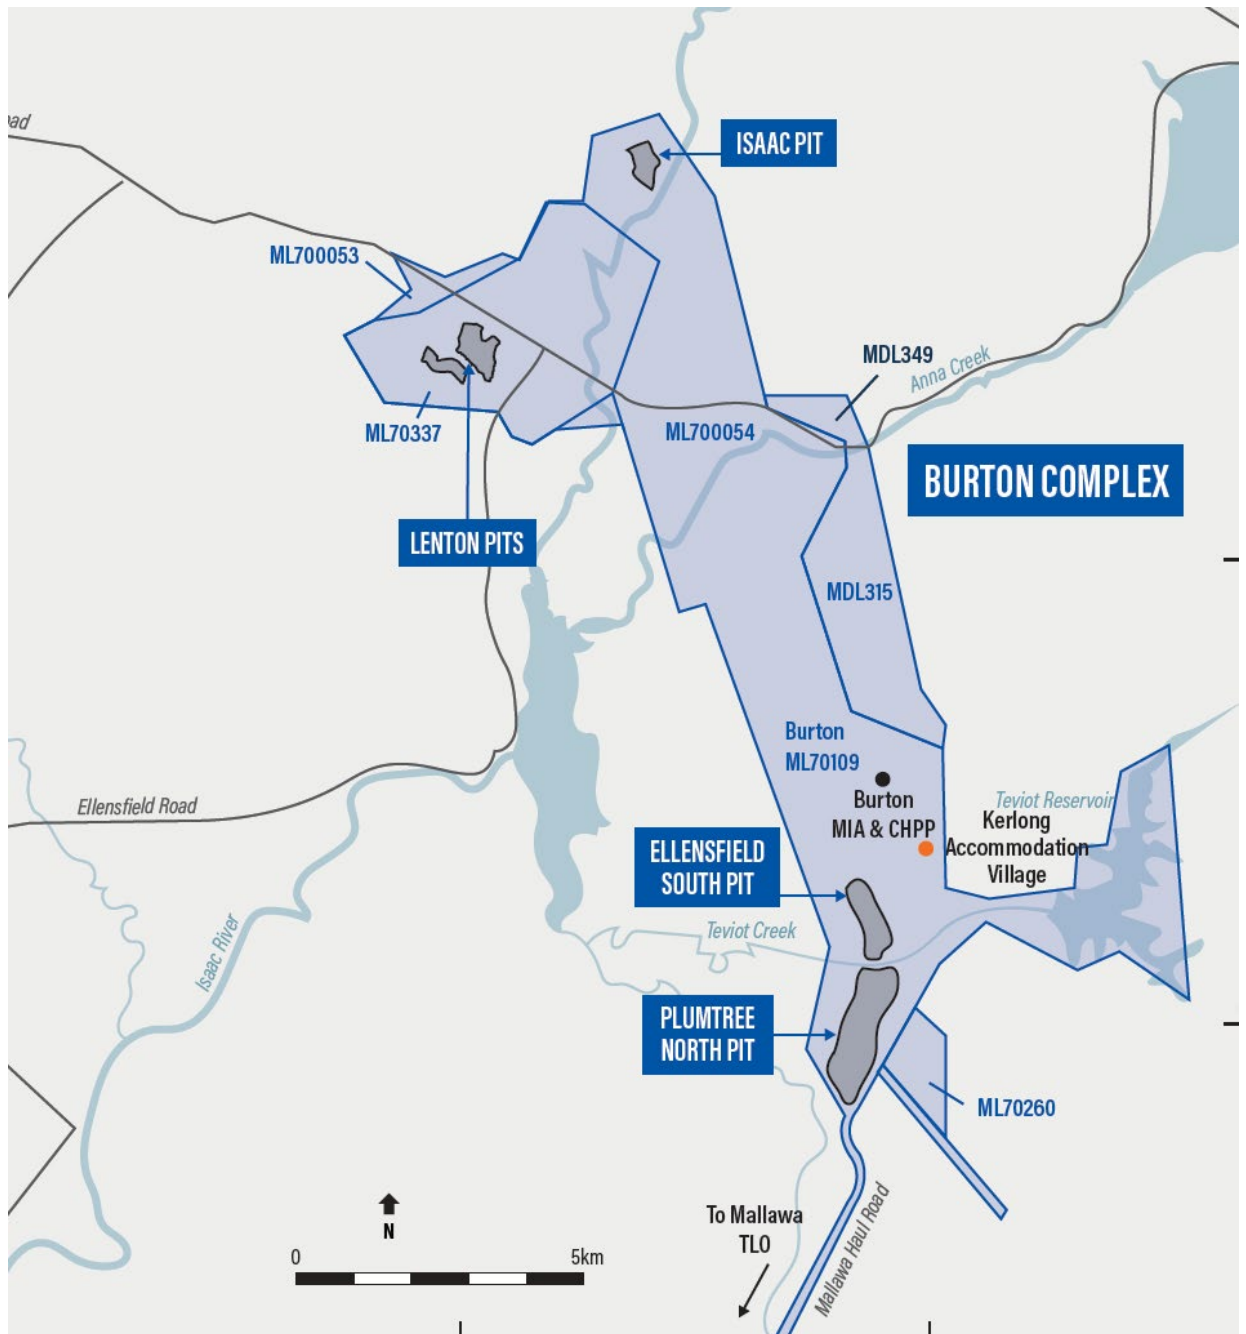 ad
ISAAC PIT
ML700053
MDL349
Anna Creek
ML70337
ML700054
BURTON COMPLEX
LENTON PITS
MDL315
Burton
ML70109
Ellensfield Road
Burton
MIA & CHPP
Teviot Reservoir
Kerlong
Accommodation
Village
ELLENSFIELD
SOUTH PIT
Isaac River
Teviot Creek
PLUMTREE
NORTH PIT
ML70260
N
To Mallawa
TLO
Mallawa Haul Road
0
5km